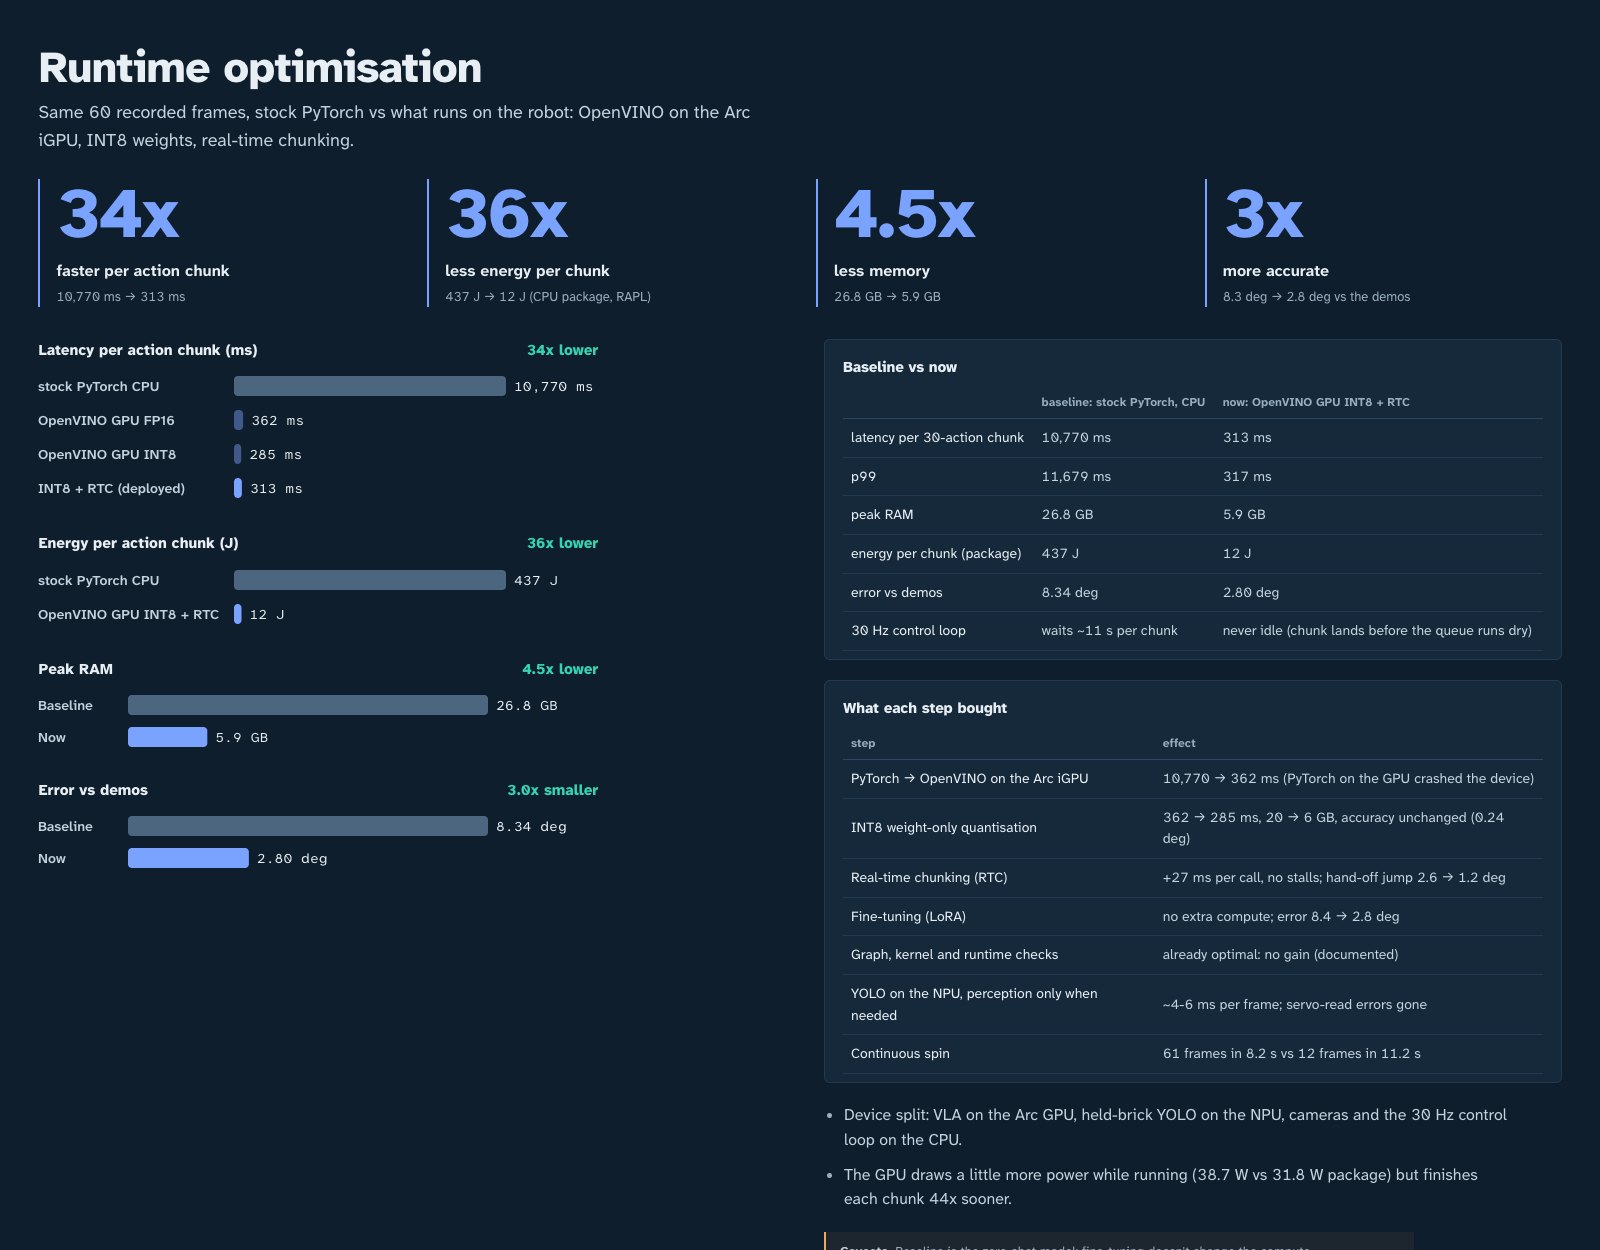 Runtime optimisation
Same 60 recorded frames, stock PyTorch vs what runs on the robot: OpenVINO on the Arc
iGPU, INT8 weights, real-time chunking.
34x
faster per action chunk
10,770 ms → 313 ms
36x
less energy per chunk
437 J → 12 J (CPU package, RAPL)
4.5x
less memory
26.8 GB → 5.9 GB
3x
more accurate
8.3 deg → 2.8 deg vs the demos
Latency per action chunk (ms) 34x lower
stock PyTorch CPU 10,770 ms
OpenVINO GPU FP16 362 ms
OpenVINO GPU INT8 285 ms
INT8 + RTC (deployed) 313 ms
Energy per action chunk (J) 36x lower
stock PyTorch CPU 437 J
OpenVINO GPU INT8 + RTC 12 J
Peak RAM 4.5x lower
Baseline 26.8 GB
Now 5.9 GB
Error vs demos 3.0x smaller
Baseline 8.34 deg
Now 2.80 deg
Baseline vs now
baseline: stock PyTorch, CPU now: OpenVINO GPU INT8 + RTC
latency per 30-action chunk 10,770 ms 313 ms
p99 11,679 ms 317 ms
peak RAM 26.8 GB 5.9 GB
energy per chunk (package) 437 J 12 J
error vs demos 8.34 deg 2.80 deg
30 Hz control loop waits ~11 s per chunk never idle (chunk lands before the queue runs dry)
What each step bought
step effect
PyTorch → OpenVINO on the Arc iGPU 10,770 → 362 ms (PyTorch on the GPU crashed the device)
INT8 weight-only quantisation 362 → 285 ms, 20 → 6 GB, accuracy unchanged (0.24
deg)
Real-time chunking (RTC) +27 ms per call, no stalls; hand-off jump 2.6 → 1.2 deg
Fine-tuning (LoRA) no extra compute; error 8.4 → 2.8 deg
Graph, kernel and runtime checks already optimal: no gain (documented)
YOLO on the NPU, perception only when
needed ~4-6 ms per frame; servo-read errors gone
Continuous spin 61 frames in 8.2 s vs 12 frames in 11.2 s
• Device split: VLA on the Arc GPU, held-brick YOLO on the NPU, cameras and the 30 Hz control
loop on the CPU.
• The GPU draws a little more power while running (38.7 W vs 31.8 W package) but finishes
each chunk 44x sooner.